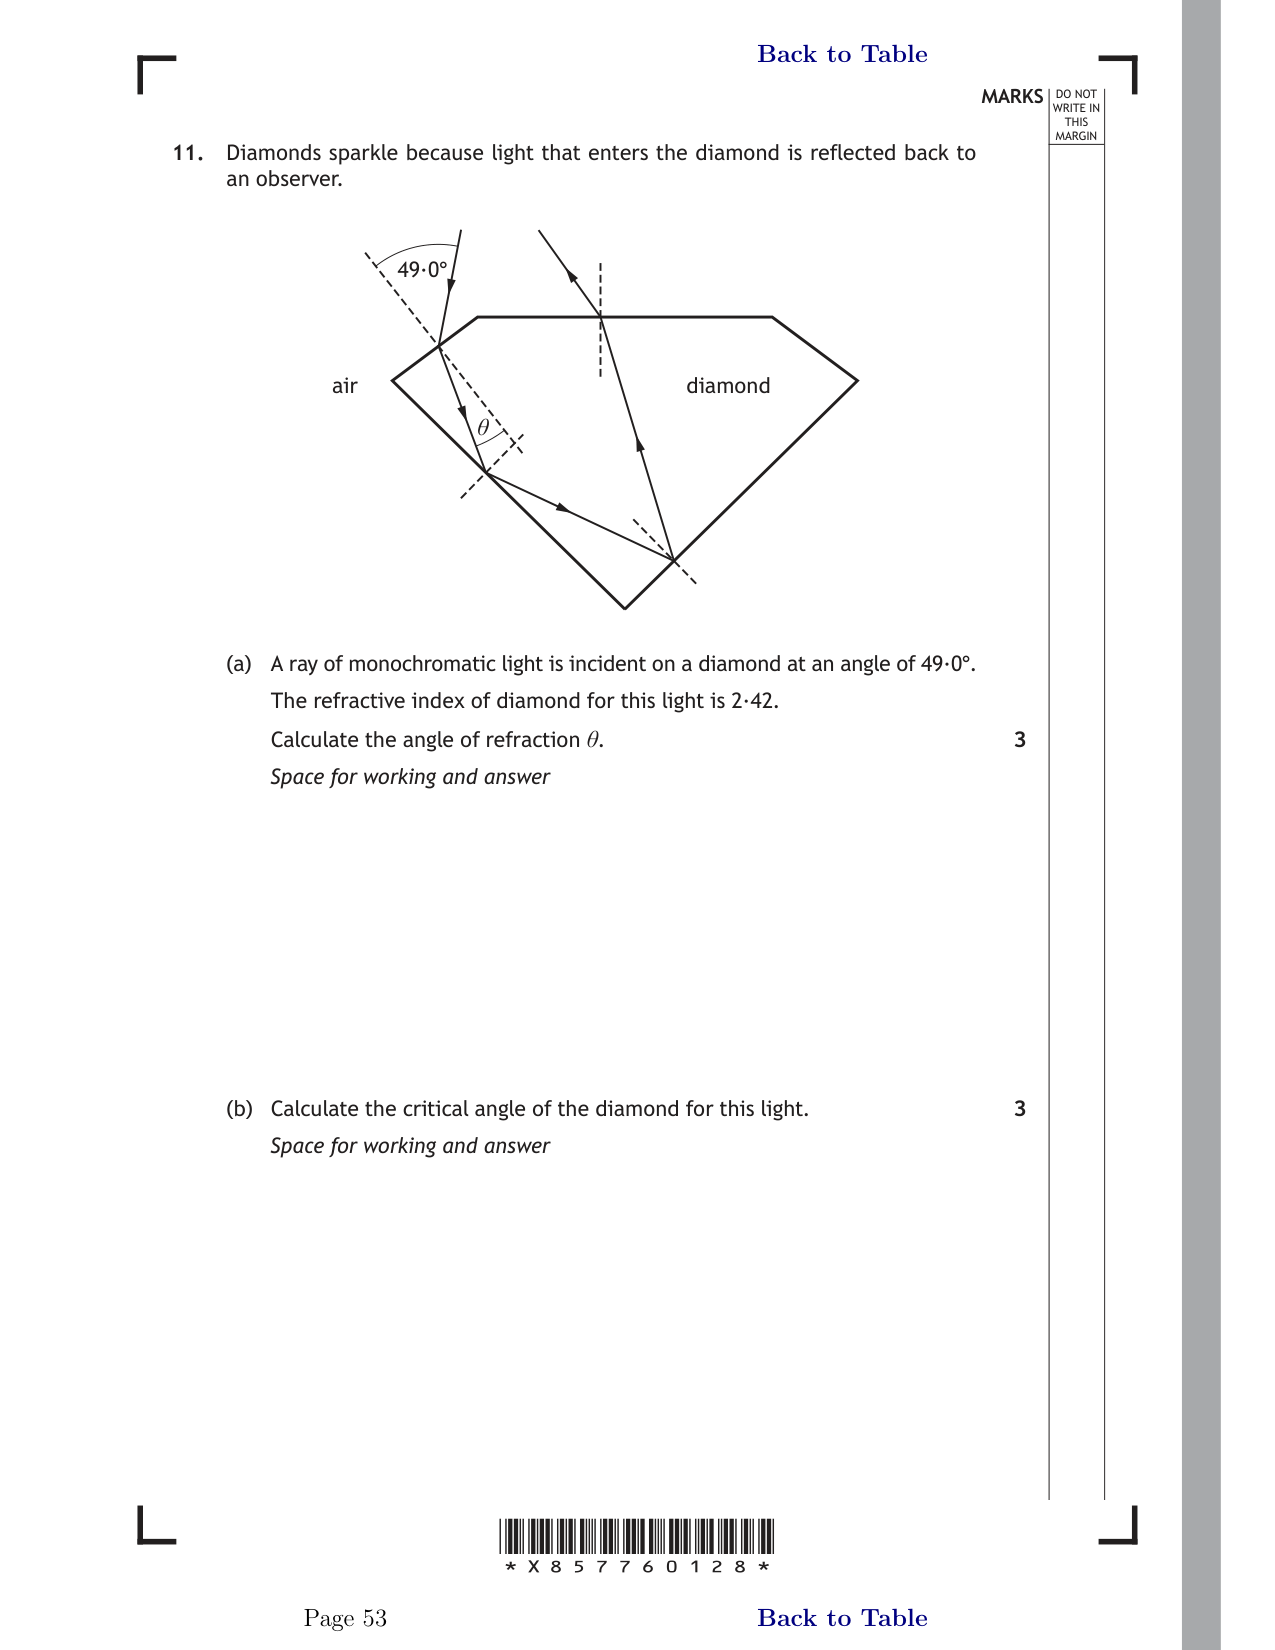 Back to Table
MARKS
DO NOT
WRITE IN
THIS
MARGIN
11. Diamonds sparkle because light that enters the diamond is reflected back to
an observer.
49·0°
air
diamond
θ
(a) A ray of monochromatic light is incident on a diamond at an angle of 49·0°.
The refractive index of diamond for this light is 2·42.
Calculate the angle of refraction θ. 3
Space for working and answer
(b) Calculate the critical angle of the diamond for this light. 3
Space for working and answer
* X 8 5 7 7 6 0 1 2 8 *
Page 53
Back to Table